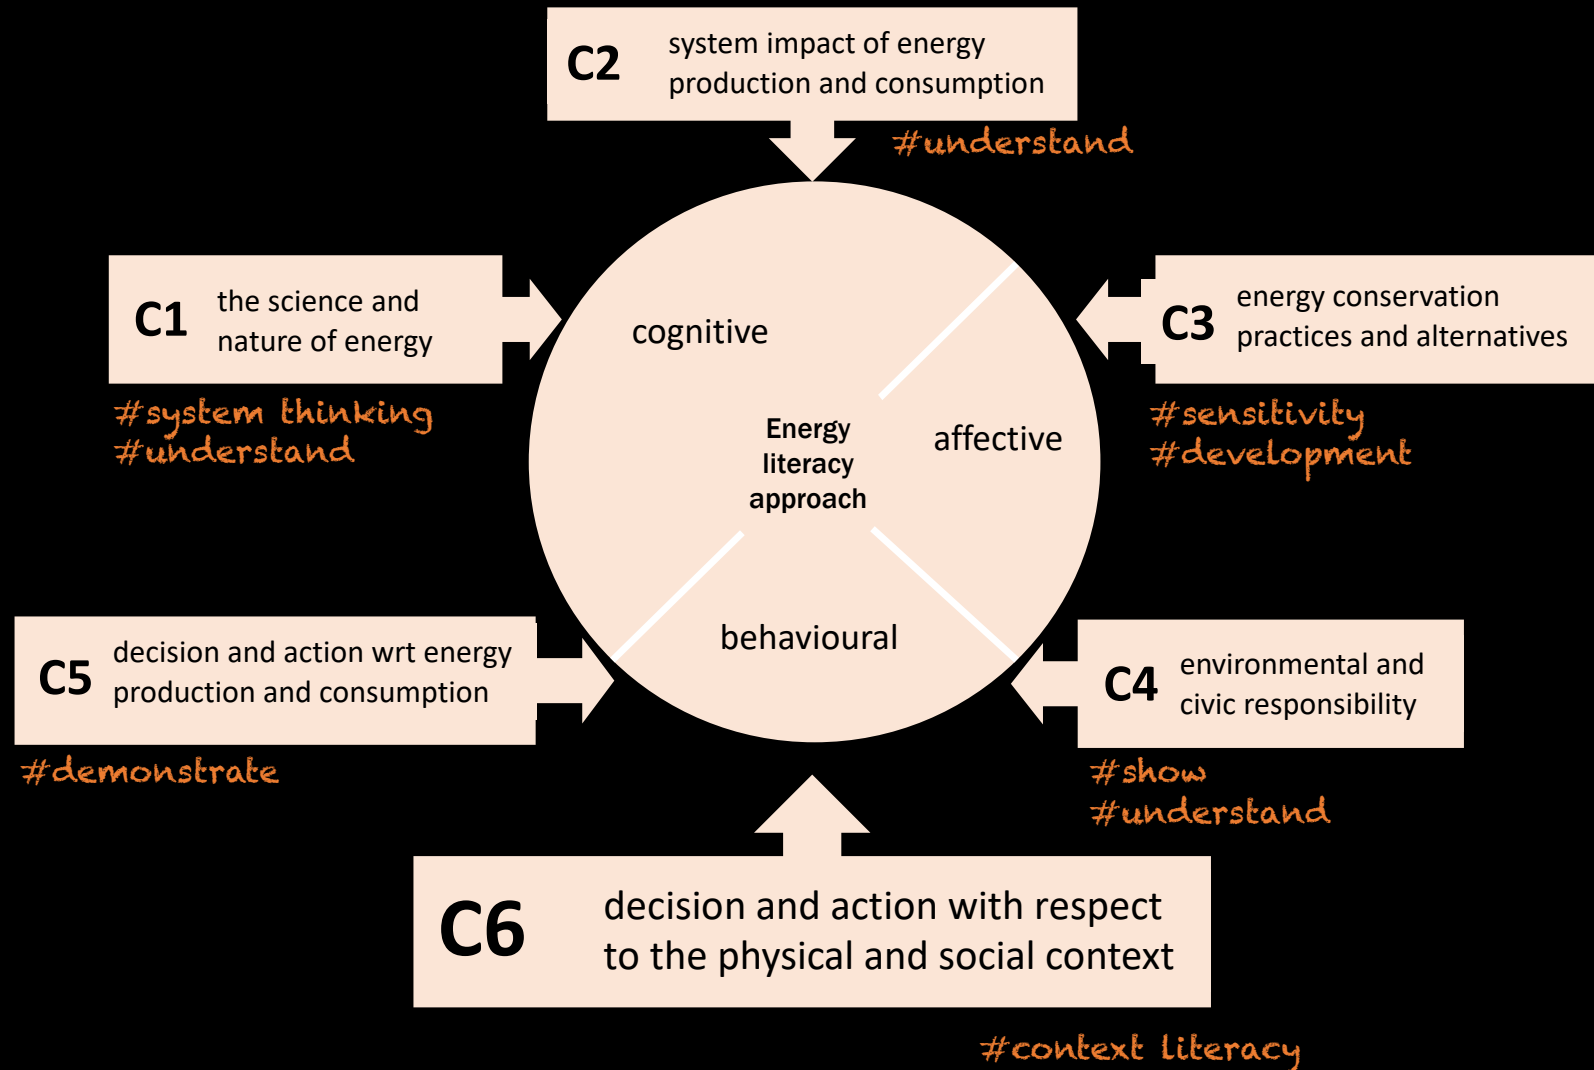 C2
system impact of energy
production and consumption
#understand
C1
the science and
nature of energy
#system thinking
#understand
C3
energy conservation
practices and alternatives
#sensitivity
#development
cognitive
Energy
literacy
approach
affective
behavioural
C5
decision and action wrt energy
production and consumption
#demonstrate
C4
environmental and
civic responsibility
#show
#understand
C6
decision and action with respect
to the physical and social context
#context literacy